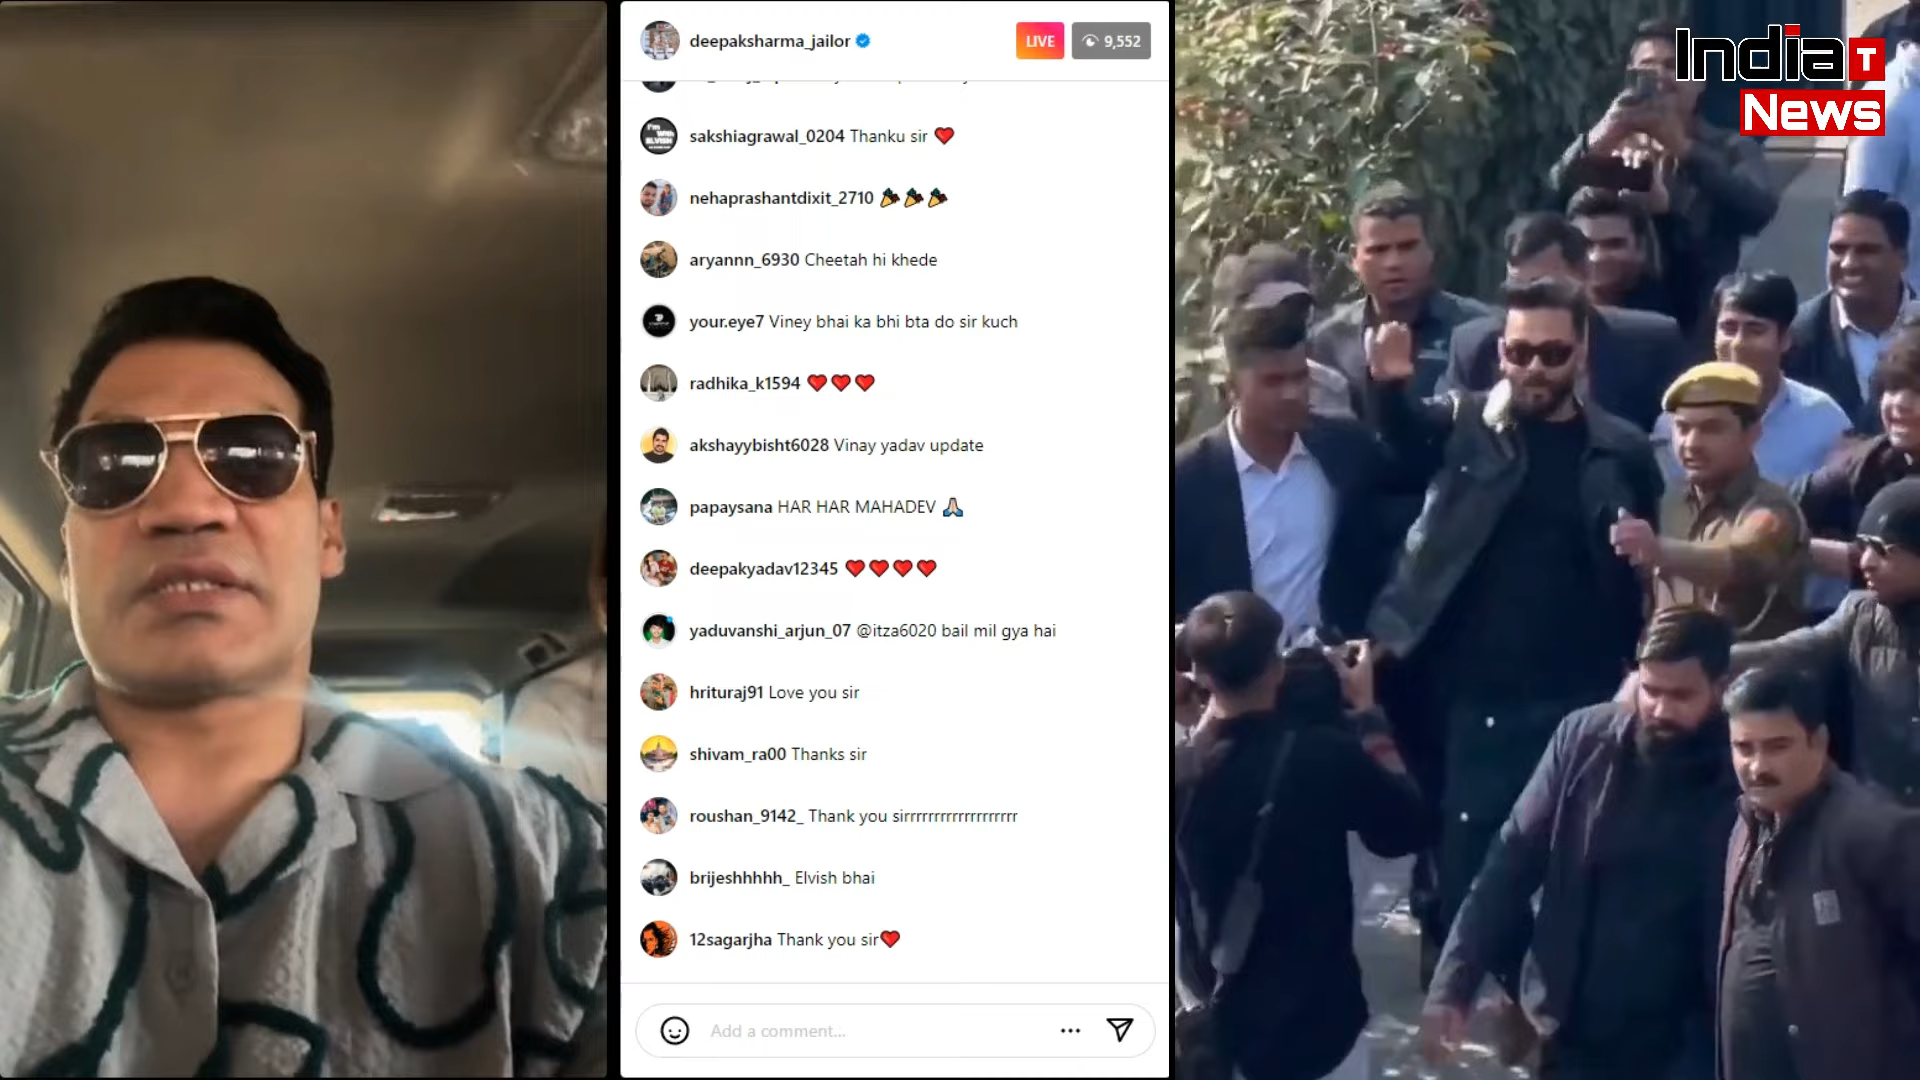 deepaksharma_jailor
LIVE
9,552
sakshiagrawal_0204 Thanku sir ❤️
nehaprashantdixit_2710 🎉🎉🎉
aryannn_6930 Cheetah hi khede
your.eye7 Viney bhai ka bhi bta do sir kuch
radhika_k1594 ❤️❤️❤️
akshayybisht6028 Vinay yadav update
papaysana HAR HAR MAHADEV 🙏
deepakyadav12345 ❤️❤️❤️❤️
yaduvanshi_arjun_07 @itza6020 bail mil gya hai
hrituraj91 Love you sir
shivam_ra00 Thanks sir
roushan_9142_ Thank you sirrrrrrrrrrrrrrrrrrr
brijeshhhhh_ Elvish bhai
12sagarjha Thank you sir❤️
Add a comment...
India T
News